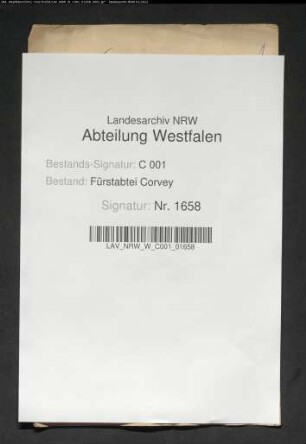 Landesarchiv NRW
Abteilung Westfalen
Bestands-Signatur: C 001
Bestand: Fürstabtei Corvey
Signatur: Nr. 1658
LAV_NRW_W_C001_01658